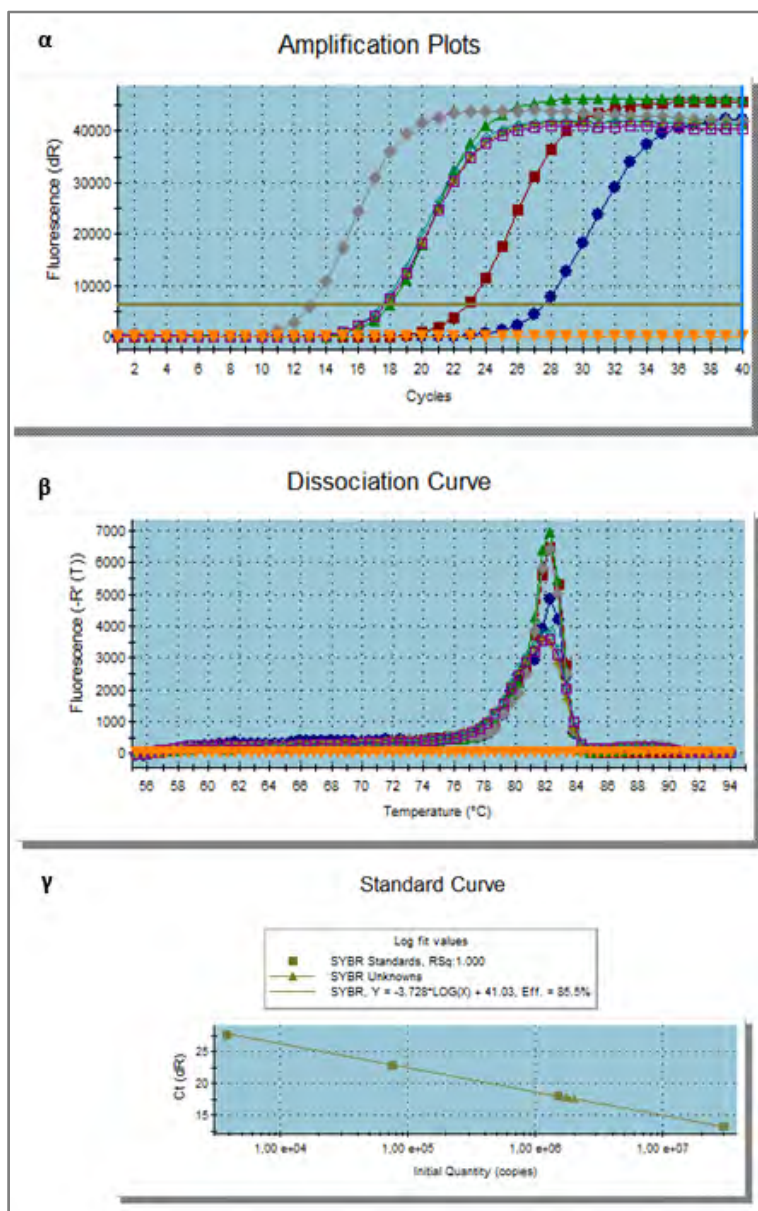 α
Amplification Plots
Fluorescence (dR)
40000
30000
20000
10000
0
2 4 6 8 10 12 14 16 18 20 22 24 26 28 30 32 34 36 38 40
Cycles
β
Dissociation Curve
Fluorescence (-R' (T))
7000
6000
5000
4000
3000
2000
1000
0
56 58 60 62 64 66 68 70 72 74 76 78 80 82 84 86 88 90 92 94
Temperature (°C)
γ
Standard Curve
Log fit values
SYBR Standards, RSq:1.000
SYBR Unknowns
SYBR, Y = -3.728*LOG(X) + 41.03, Eff. = 85.5%
Ct (dR)
25
20
15
1,00 e+04 1,00 e+05 1,00 e+06 1,00 e+07
Initial Quantity (copies)